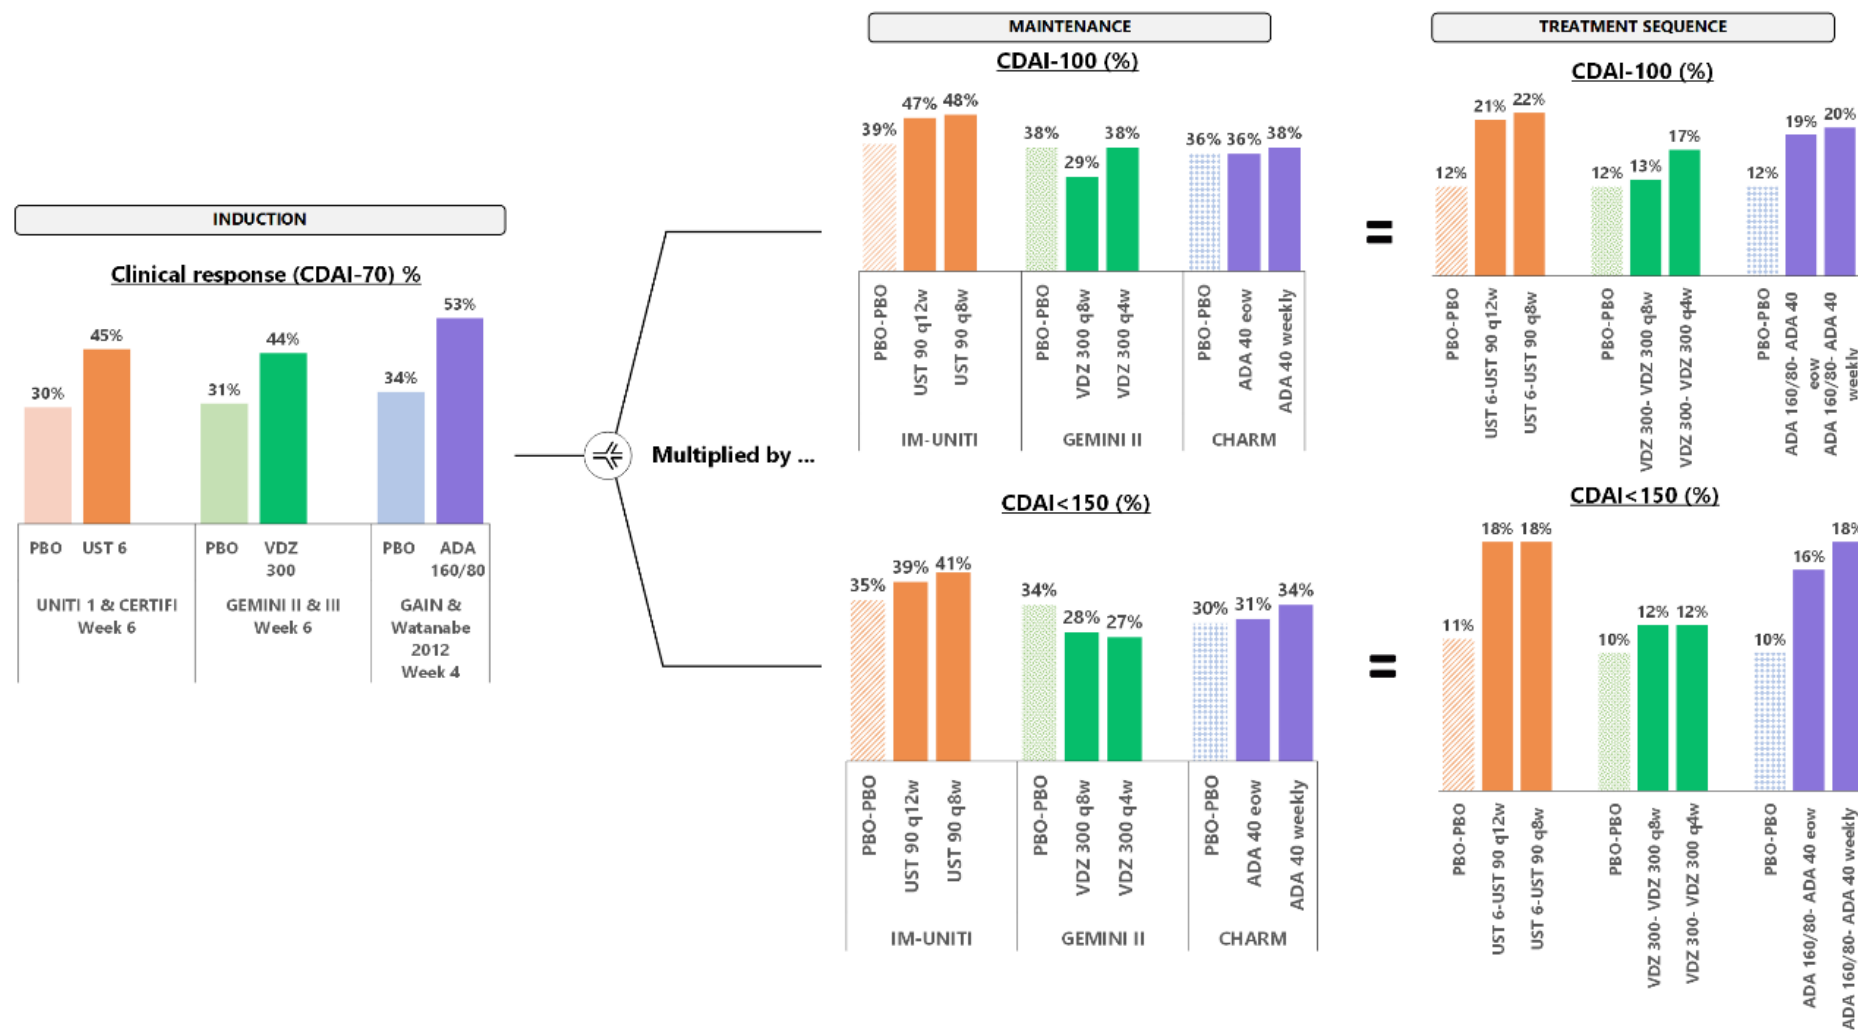 INDUCTION
Clinical response (CDAI-70) %
30%
45%
31%
44%
34%
53%
PBO
UST 6
PBO
VDZ
300
PBO
ADA
160/80
UNITI 1 & CERTIFI
Week 6
GEMINI II & III
Week 6
GAIN &
Watanabe
2012
Week 4
Multiplied by ...
MAINTENANCE
CDAI-100 (%)
39%
47%
48%
38%
29%
38%
36%
36%
38%
PBO-PBO
UST 90 q12w
UST 90 q8w
PBO-PBO
VDZ 300 q8w
VDZ 300 q4w
PBO-PBO
ADA 40 eow
ADA 40 weekly
IM-UNITI
GEMINI II
CHARM
CDAI<150 (%)
35%
39%
41%
34%
28%
27%
30%
31%
34%
PBO-PBO
UST 90 q12w
UST 90 q8w
PBO-PBO
VDZ 300 q8w
VDZ 300 q4w
PBO-PBO
ADA 40 eow
ADA 40 weekly
IM-UNITI
GEMINI II
CHARM
=
=
TREATMENT SEQUENCE
CDAI-100 (%)
12%
21%
22%
12%
13%
17%
12%
19%
20%
PBO-PBO
UST 6-UST 90 q12w
UST 6-UST 90 q8w
PBO-PBO
VDZ 300- VDZ 300 q8w
VDZ 300- VDZ 300 q4w
PBO-PBO
ADA 160/80- ADA 40
eow
ADA 160/80- ADA 40
weekly
CDAI<150 (%)
11%
18%
18%
10%
12%
12%
10%
16%
18%
PBO-PBO
UST 6-UST 90 q12w
UST 6-UST 90 q8w
PBO-PBO
VDZ 300- VDZ 300 q8w
VDZ 300- VDZ 300 q4w
PBO-PBO
ADA 160/80- ADA 40 eow
ADA 160/80- ADA 40 weekly